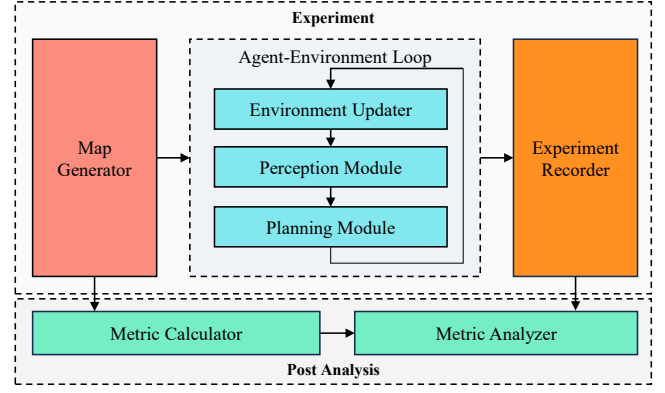 Experiment
Map
Generator
Agent-Environment Loop
Environment Updater
Perception Module
Planning Module
Experiment
Recorder
Metric Calculator
Metric Analyzer
Post Analysis